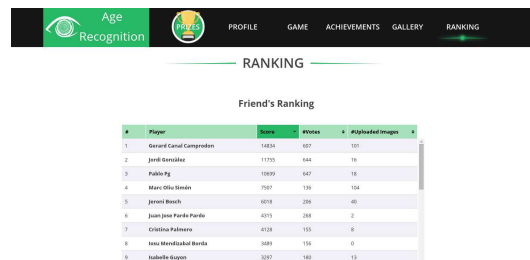 Age Recognition
PRIZES
PROFILE GAME ACHIEVEMENTS GALLERY RANKING
RANKING
Friend's Ranking
# Player Score #Votes #Uploaded Images
1 Gerard Canal Camprodon 14834 607 101
2 Jordi Gonzàlez 11755 644 16
3 Pablo Pg 10699 647 18
4 Marc Oliu Simón 7507 136 104
5 Jeroni Bosch 6018 206 40
6 Juan Jose Pardo Pardo 4315 268 2
7 Cristina Palmero 4128 155 8
8 Iosu Mendizabal Borda 3489 156 0
9 Isabelle Guyon 3297 180 13